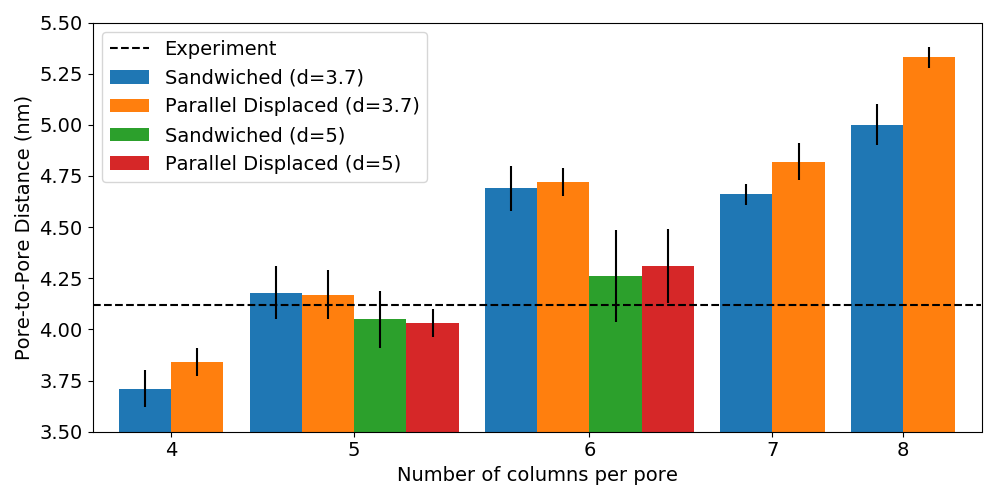 5.50
5.25
5.00
4.75
4.50
4.25
4.00
3.75
3.50
Pore-to-Pore Distance (nm)
Experiment
Sandwiched (d=3.7)
Parallel Displaced (d=3.7)
Sandwiched (d=5)
Parallel Displaced (d=5)
4 5 6 7 8
Number of columns per pore